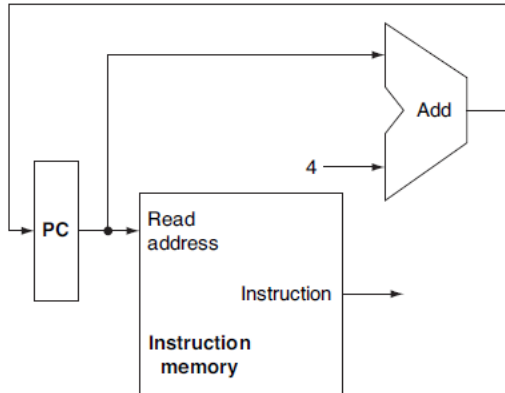 Add
4
PC
Read
address
Instruction
Instruction
memory